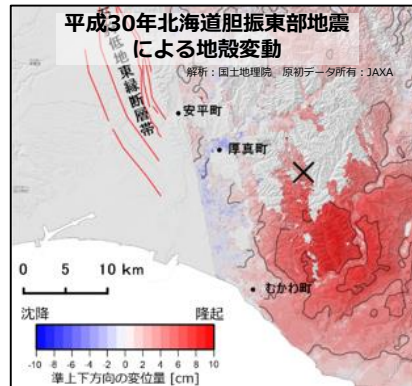 平成30年北海道胆振東部地震
による地殻変動
解析：国土地理院　原初データ所有：JAXA
低地東縁断層帯
安平町
厚真町
むかわ町
0 5 10 km
沈降 隆起
-10 -8 -6 -4 -2 0 2 4 6 8 10
準上下方向の変位量 [cm]